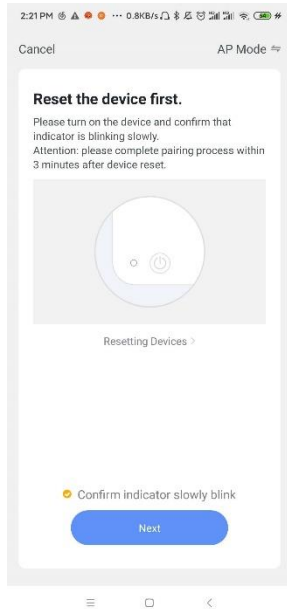 2:21 PM ... 0.8KB/s 64
Cancel AP Mode
Reset the device first.
Please turn on the device and confirm that
indicator is blinking slowly.
Attention: please complete pairing process within
3 minutes after device reset.
Resetting Devices >
Confirm indicator slowly blink
Next